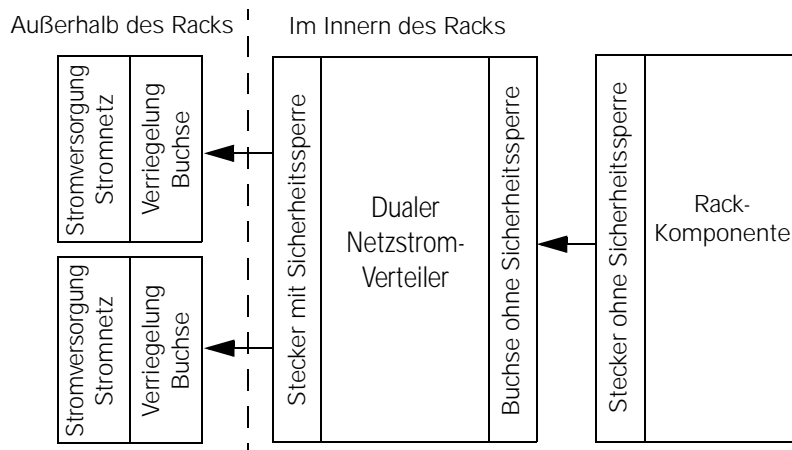 Außerhalb des Racks
Im Innern des Racks
Stromversorgung
Stromnetz
Verriegelung
Buchse
Stromversorgung
Stromnetz
Verriegelung
Buchse
Stecker mit Sicherheitssperre
Dualer
Netzstrom-
Verteiler
Buchse ohne Sicherheitssperre
Stecker ohne Sicherheitssperre
Rack-
Komponente